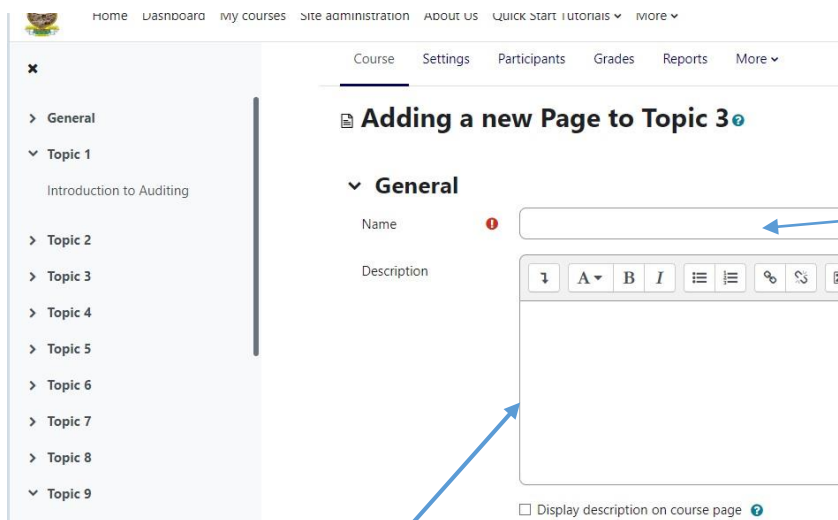 Home Dashboard My courses Site administration About Us Quick Start Tutorials More
Course Settings Participants Grades Reports More
General
Topic 1
Introduction to Auditing
Topic 2
Topic 3
Topic 4
Topic 5
Topic 6
Topic 7
Topic 8
Topic 9
Adding a new Page to Topic 3
General
Name
Description
A B I
Display description on course page